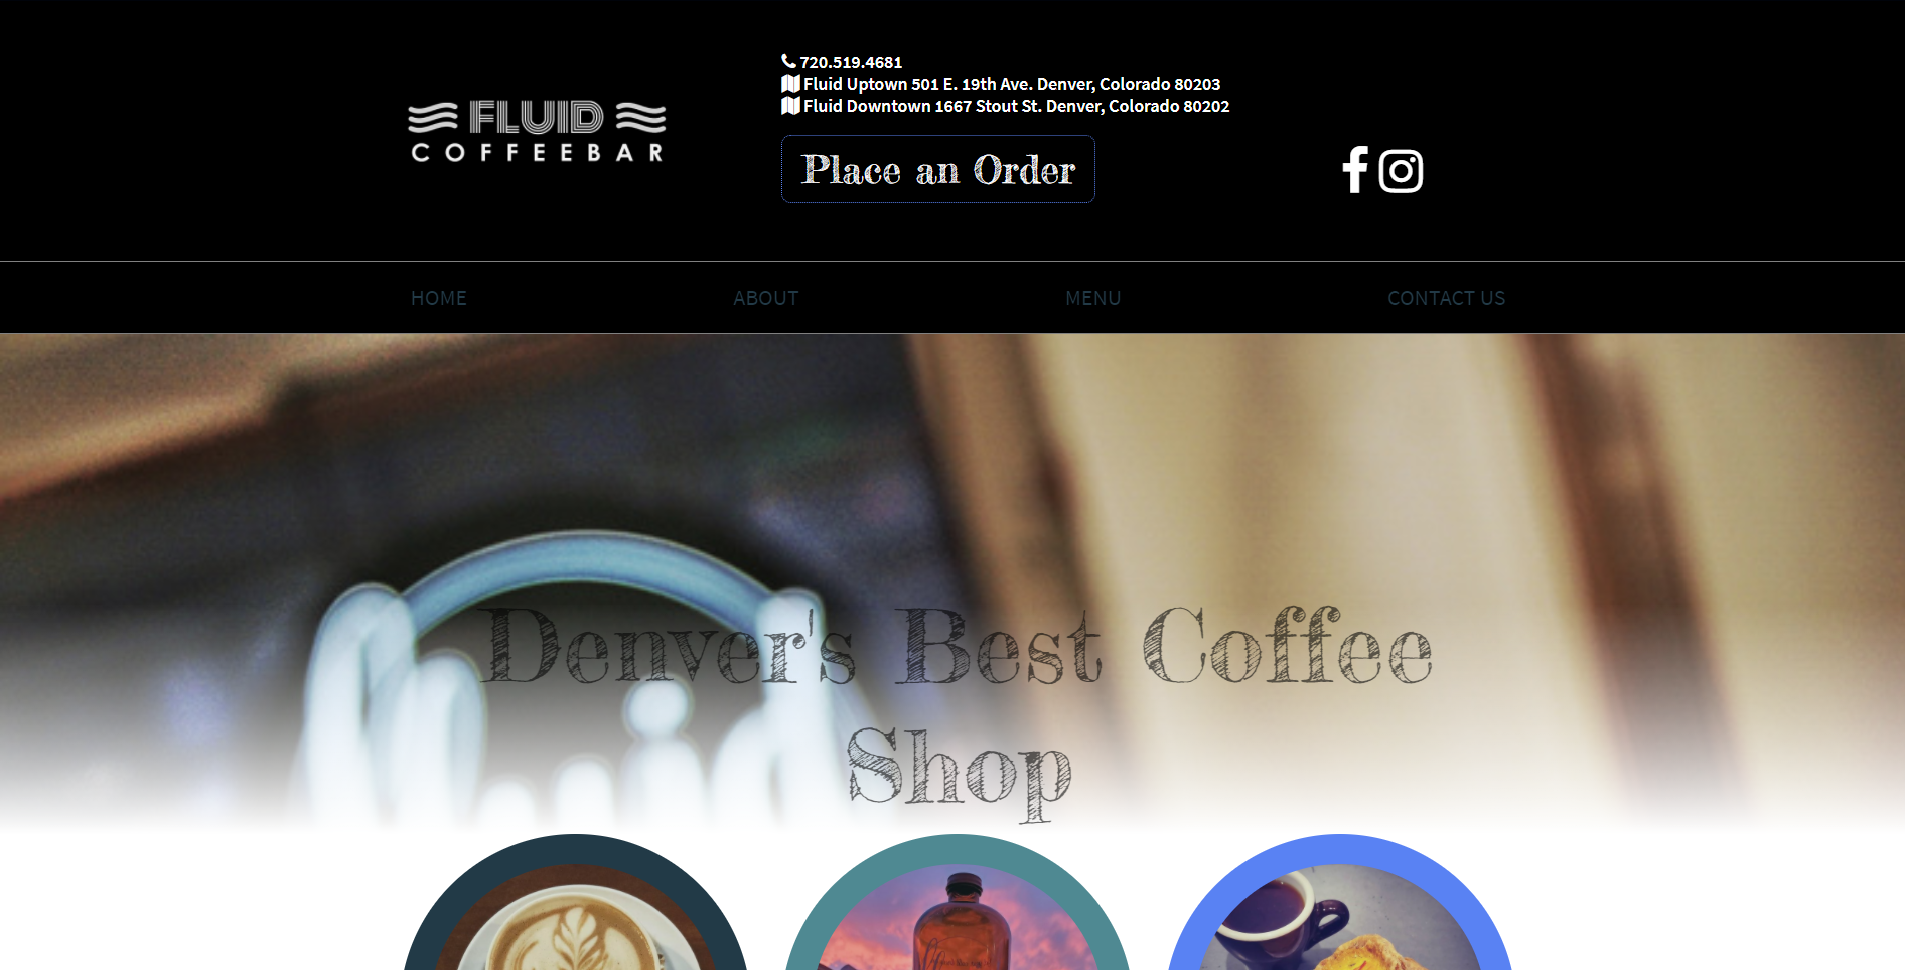 720.519.4681
Fluid Uptown 501 E. 19th Ave. Denver, Colorado 80203
Fluid Downtown 1667 Stout St. Denver, Colorado 80202
FLUID
COFFEEBAR
Place an Order
HOME
ABOUT
MENU
CONTACT US
Denver's Best Coffee
Shop